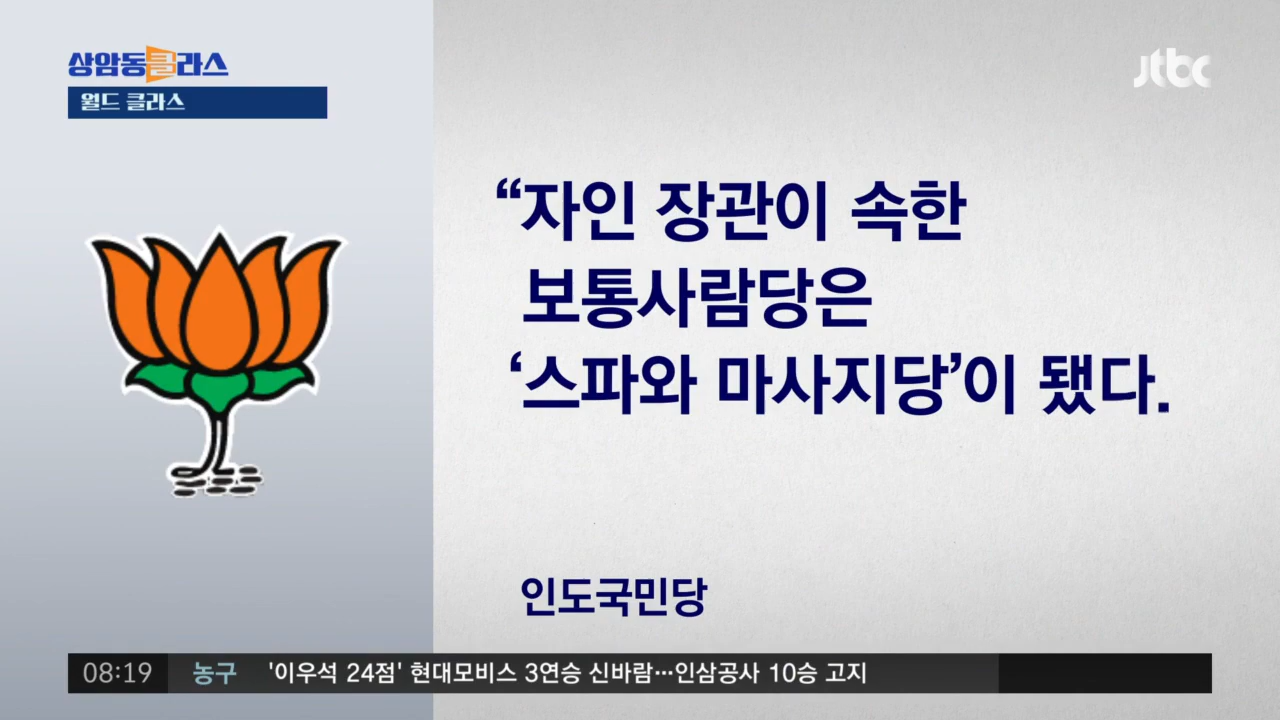 상암동클라스
월드 클라스
jtbc
“자인 장관이 속한
보통사람당은
‘스파와 마사지당’이 됐다.
인도국민당
08:19 농구 '이우석 24점' 현대모비스 3연승 신바람…인삼공사 10승 고지